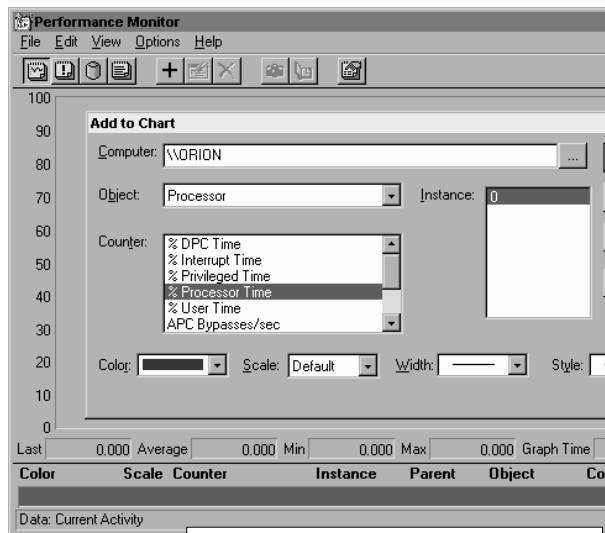 Performance Monitor
File Edit View Options Help
100
Add to Chart
90
Computer: \\ORION ...
80
70 Object: Processor Instance: 0
60
Counter: % DPC Time
% Interrupt Time
50
% Privileged Time
40 % Processor Time
% User Time
30 APC Bypasses/sec
20 Color: Scale: Default Width: Style:
10
0
Last 0.000 Average 0.000 Min 0.000 Max 0.000 Graph Time
Color Scale Counter Instance Parent Object Co
Data: Current Activity